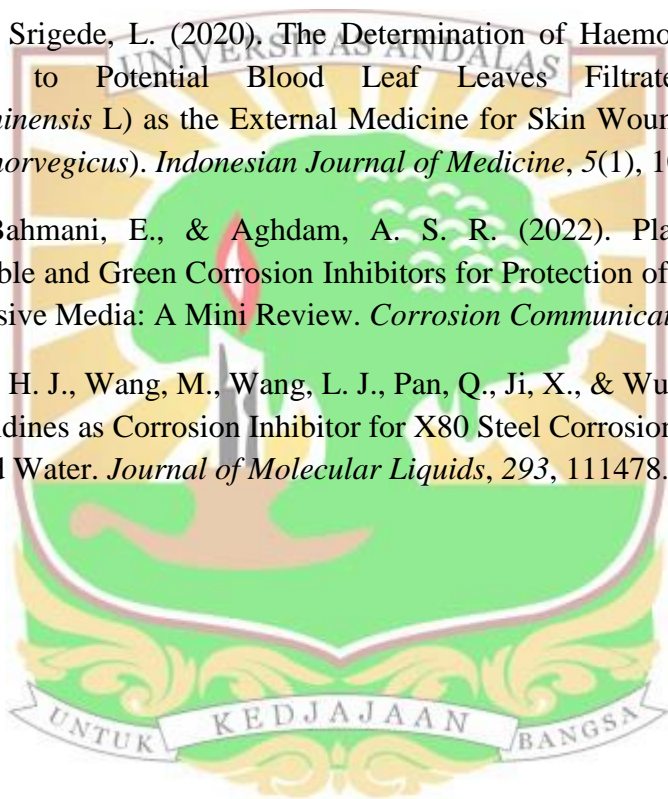 Srigede, L. (2020). The Determination of Haemo
UNIVERSITAS ANDALAS
to Potential Blood Leaf Leaves Filtrate
inensis L) as the External Medicine for Skin Woun
norvegicus). Indonesian Journal of Medicine, 5(1), 10
Bahmani, E., & Aghdam, A. S. R. (2022). Pla
ble and Green Corrosion Inhibitors for Protection of
sive Media: A Mini Review. Corrosion Communicat
H. J., Wang, M., Wang, L. J., Pan, Q., Ji, X., & Wu
dines as Corrosion Inhibitor for X80 Steel Corrosion
d Water. Journal of Molecular Liquids, 293, 111478.
UNTUK KEDJAJAAN BANGSA